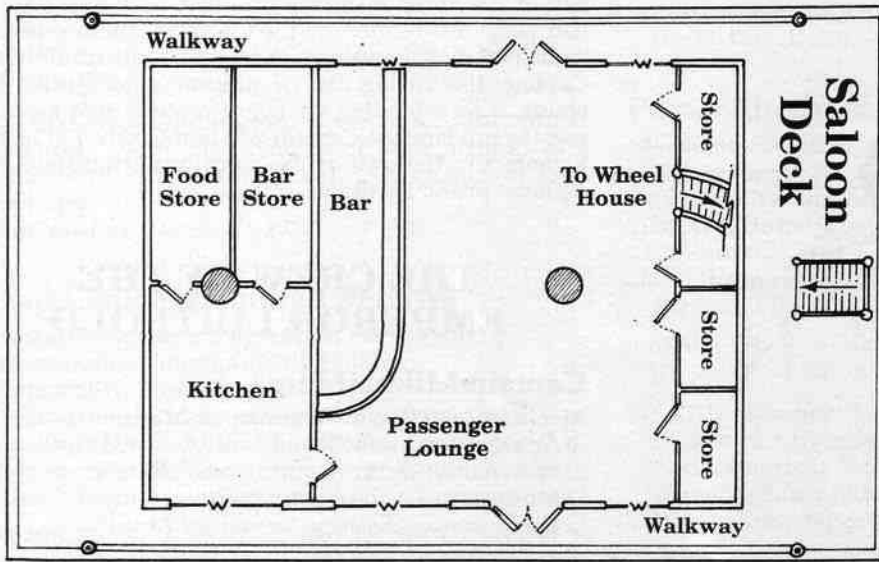 Walkway
Food
Store
Bar
Store
Bar
To Wheel
House
Store
Saloon
Deck
Kitchen
Passenger
Lounge
Store
Store
Walkway